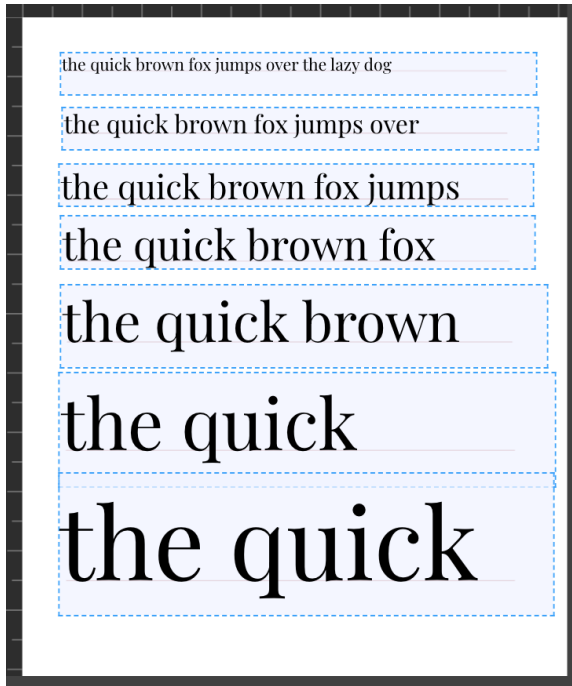 the quick brown fox jumps over the lazy dog
the quick brown fox jumps over
the quick brown fox jumps
the quick brown fox
the quick brown
the quick
the quick